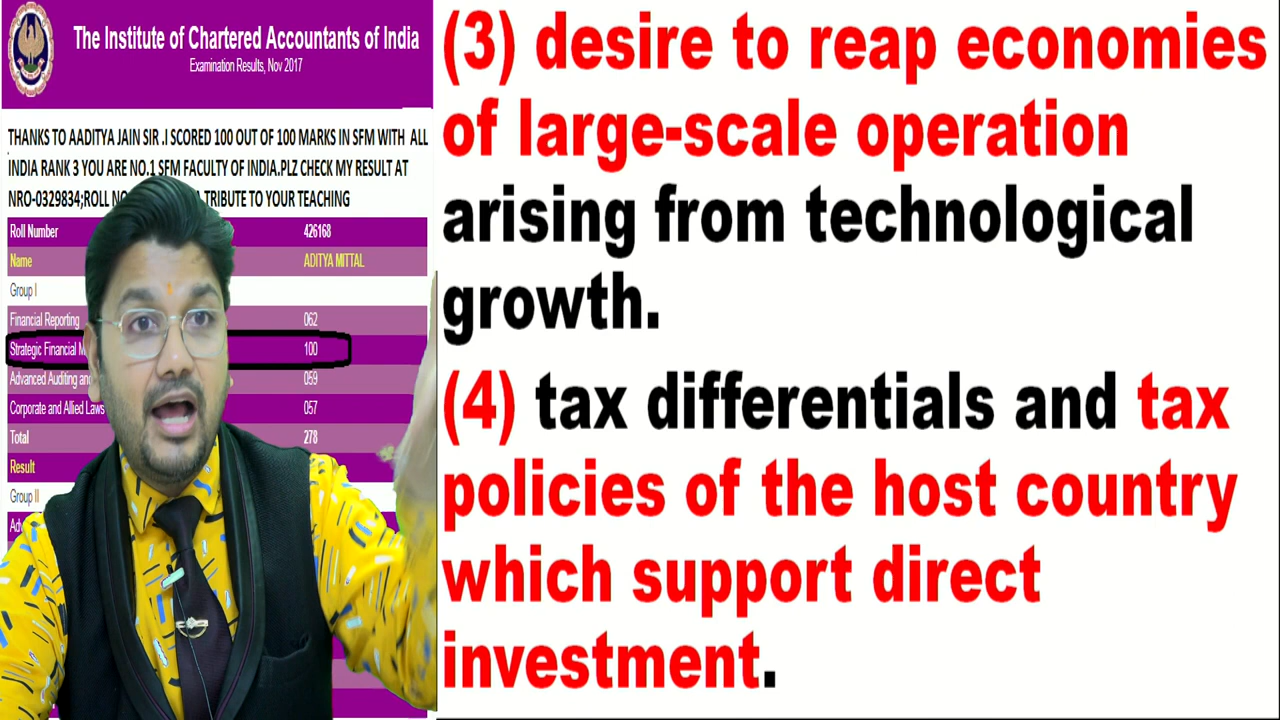 The Institute of Chartered Accountants of India
Examination Results, Nov 2017
THANKS TO AADITYA JAIN SIR .I SCORED 100 OUT OF 100 MARKS IN SFM WITH ALL
INDIA RANK 3 YOU ARE NO.1 SFM FACULTY OF INDIA.PLZ CHECK MY RESULT AT
NRO-0329834;ROLL TRIBUTE TO YOUR TEACHING
Roll Number 426168
Name ADITYA MITTAL
Group I
Financial Reporting 062
Strategic Financial 100
Advanced Auditing 059
Corporate and Allied Laws 057
Total 278
Result
Group II
(3) desire to reap economies
of large-scale operation
arising from technological
growth.
(4) tax differentials and tax
policies of the host country
which support direct
investment.